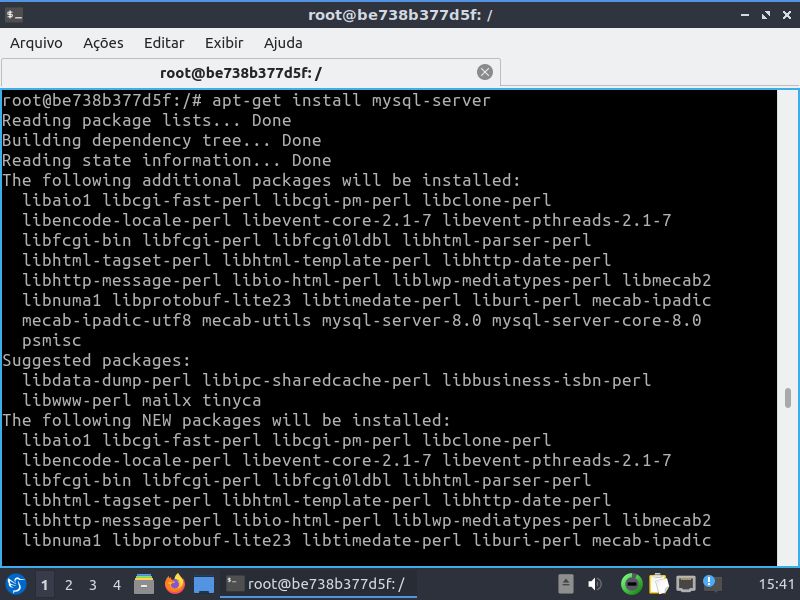 root@be738b377d5f: /
Arquivo Ações Editar Exibir Ajuda
root@be738b377d5f: /
root@be738b377d5f:/# apt-get install mysql-server
Reading package lists... Done
Building dependency tree... Done
Reading state information... Done
The following additional packages will be installed:
  libaio1 libcgi-fast-perl libcgi-pm-perl libclone-perl
  libencode-locale-perl libevent-core-2.1-7 libevent-pthreads-2.1-7
  libfcgi-bin libfcgi-perl libfcgi0ldbl libhtml-parser-perl
  libhtml-tagset-perl libhtml-template-perl libhttp-date-perl
  libhttp-message-perl libio-html-perl liblwp-mediatypes-perl libmecab2
  libnuma1 libprotobuf-lite23 libtimedate-perl liburi-perl mecab-ipadic
  mecab-ipadic-utf8 mecab-utils mysql-server-8.0 mysql-server-core-8.0
  psmisc
Suggested packages:
  libdata-dump-perl libipc-sharedcache-perl libbusiness-isbn-perl
  libwww-perl mailx tinyca
The following NEW packages will be installed:
  libaio1 libcgi-fast-perl libcgi-pm-perl libclone-perl
  libencode-locale-perl libevent-core-2.1-7 libevent-pthreads-2.1-7
  libfcgi-bin libfcgi-perl libfcgi0ldbl libhtml-parser-perl
  libhtml-tagset-perl libhtml-template-perl libhttp-date-perl
  libhttp-message-perl libio-html-perl liblwp-mediatypes-perl libmecab2
  libnuma1 libprotobuf-lite23 libtimedate-perl liburi-perl mecab-ipadic
1 2 3 4 root@be738b377d5f: / 15:41